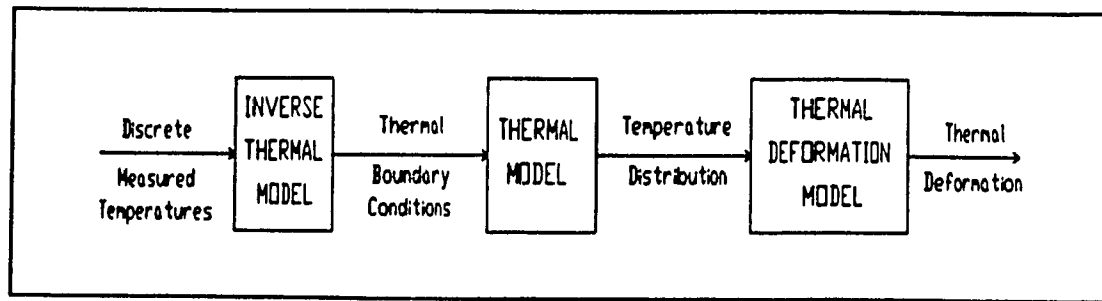 Discrete
Measured
Temperatures
INVERSE
THERMAL
MODEL
Thermal
Boundary
Conditions
THERMAL
MODEL
Temperature
Distribution
THERMAL
DEFORMATION
MODEL
Thermal
Deformation